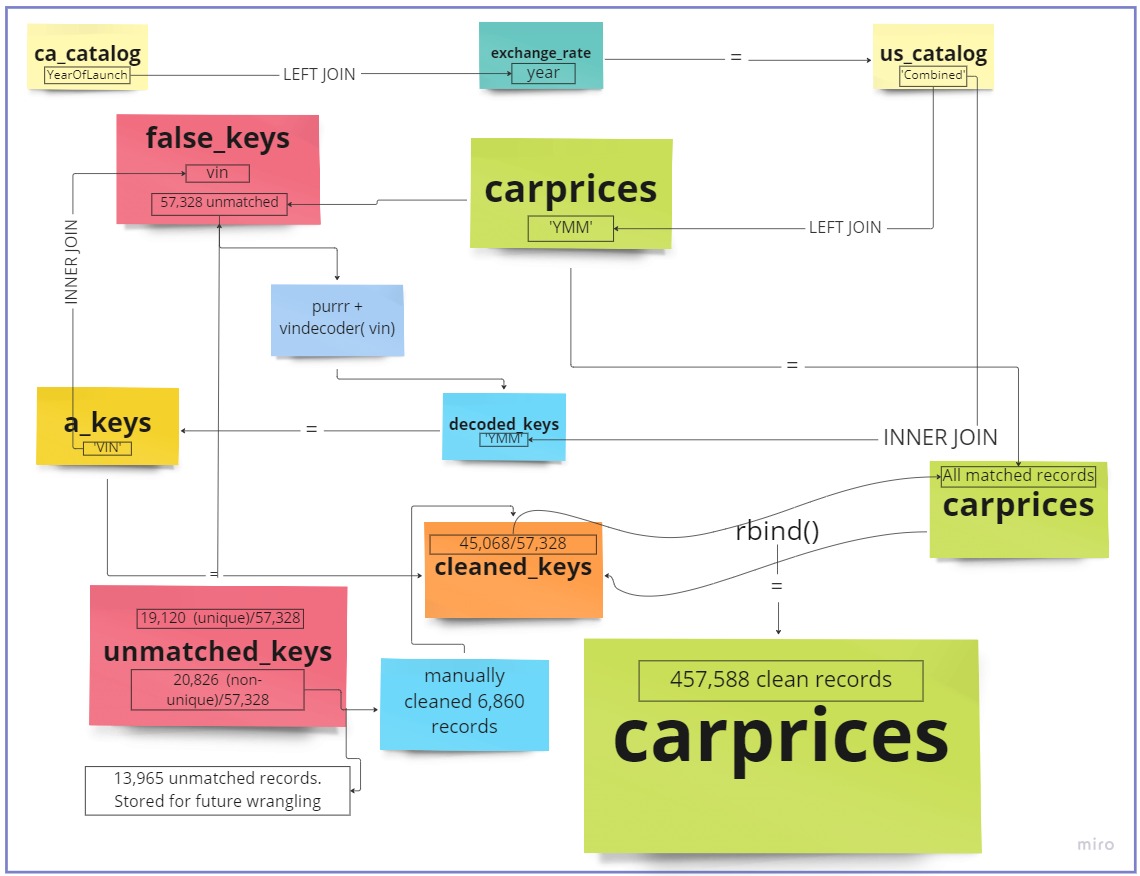 ca_catalog
YearOfLaunch
LEFT JOIN
exchange_rate
year
=
us_catalog
'Combined'
false_keys
vin
57,328 unmatched
carprices
'YMM'
LEFT JOIN
INNER JOIN
purrr +
vindecoder( vin)
=
a_keys
'VIN'
=
decoded_keys
'YMM'
INNER JOIN
All matched records
carprices
45,068/57,328
cleaned_keys
rbind()
=
=
19,120 (unique)/57,328
unmatched_keys
20,826 (non-
unique)/57,328
manually
cleaned 6,860
records
457,588 clean records
carprices
13,965 unmatched records.
Stored for future wrangling
miro